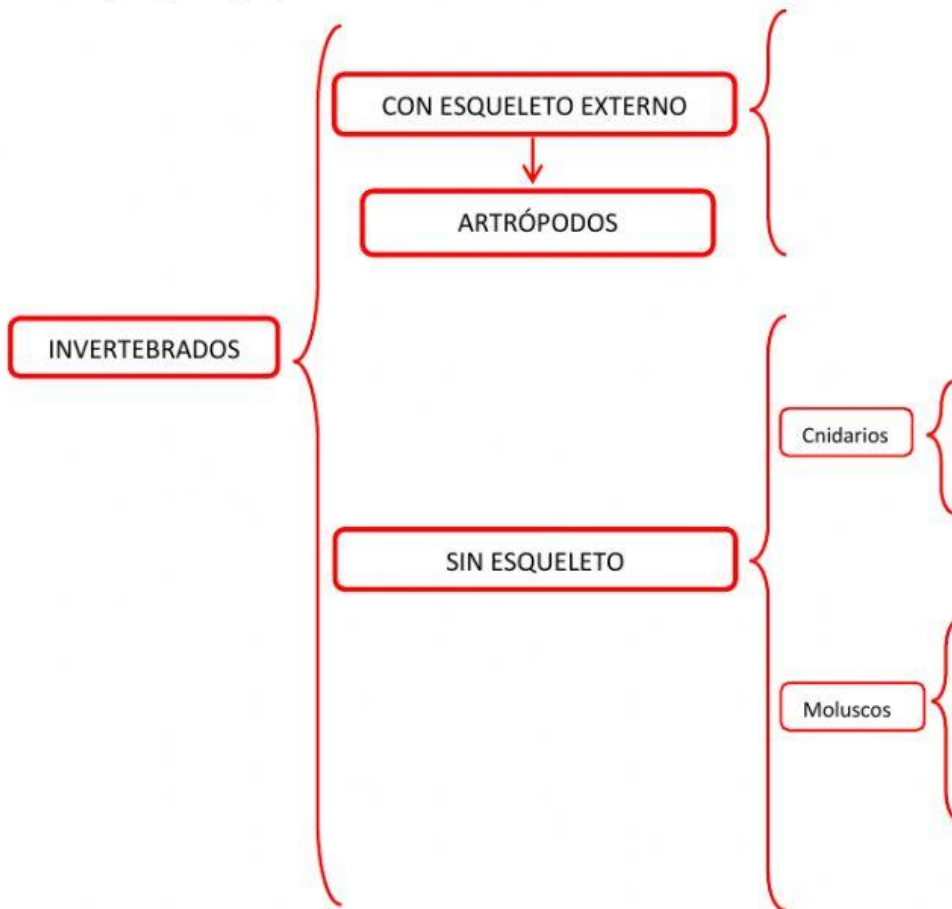 CON ESQUELETO EXTERNO
ARTRÓPODOS
INVERTEBRADOS
Cnidarios
SIN ESQUELETO
Moluscos